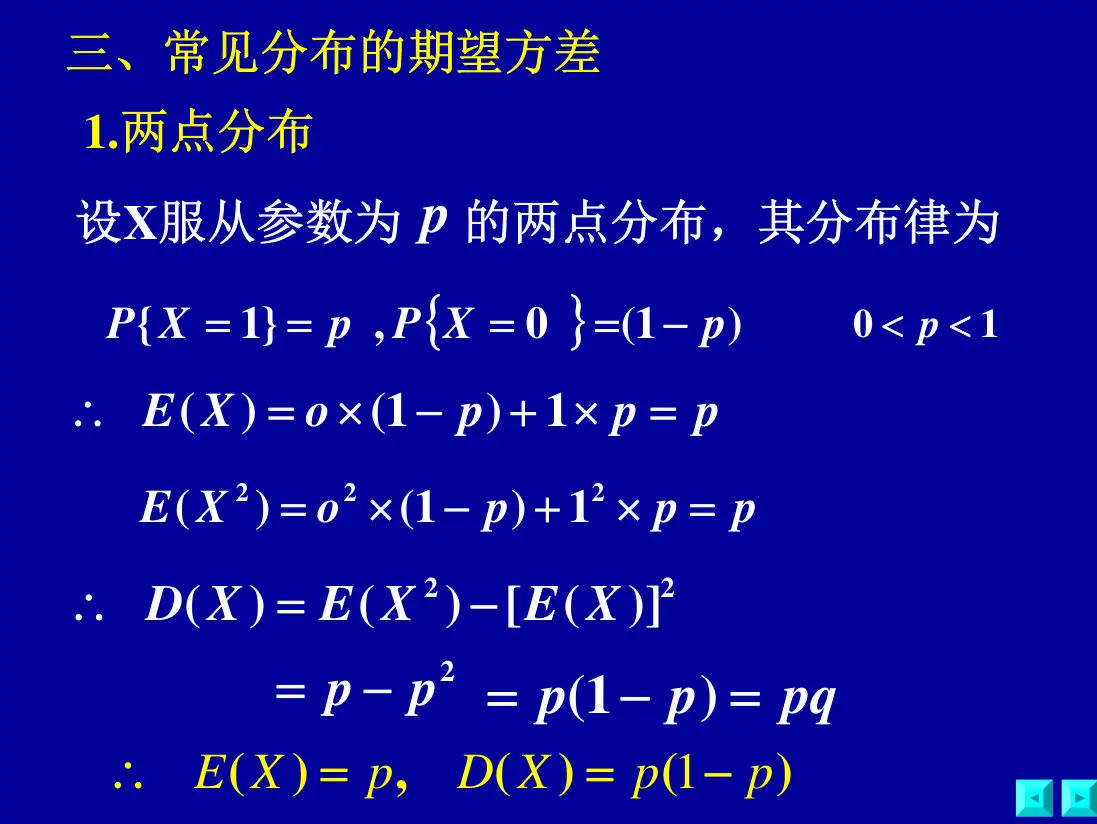 三、常见分布的期望方差
1.两点分布
设X服从参数为 p 的两点分布，其分布律为
P{X = 1} = p ,P{X = 0 }=(1 − p) 0 < p < 1
∴ E(X) = o × (1 − p) + 1 × p = p
E(X²) = o² × (1 − p) + 1² × p = p
∴ D(X) = E(X²) − [E(X)]²
= p − p² = p(1 − p) = pq
∴ E(X) = p, D(X) = p(1 − p)